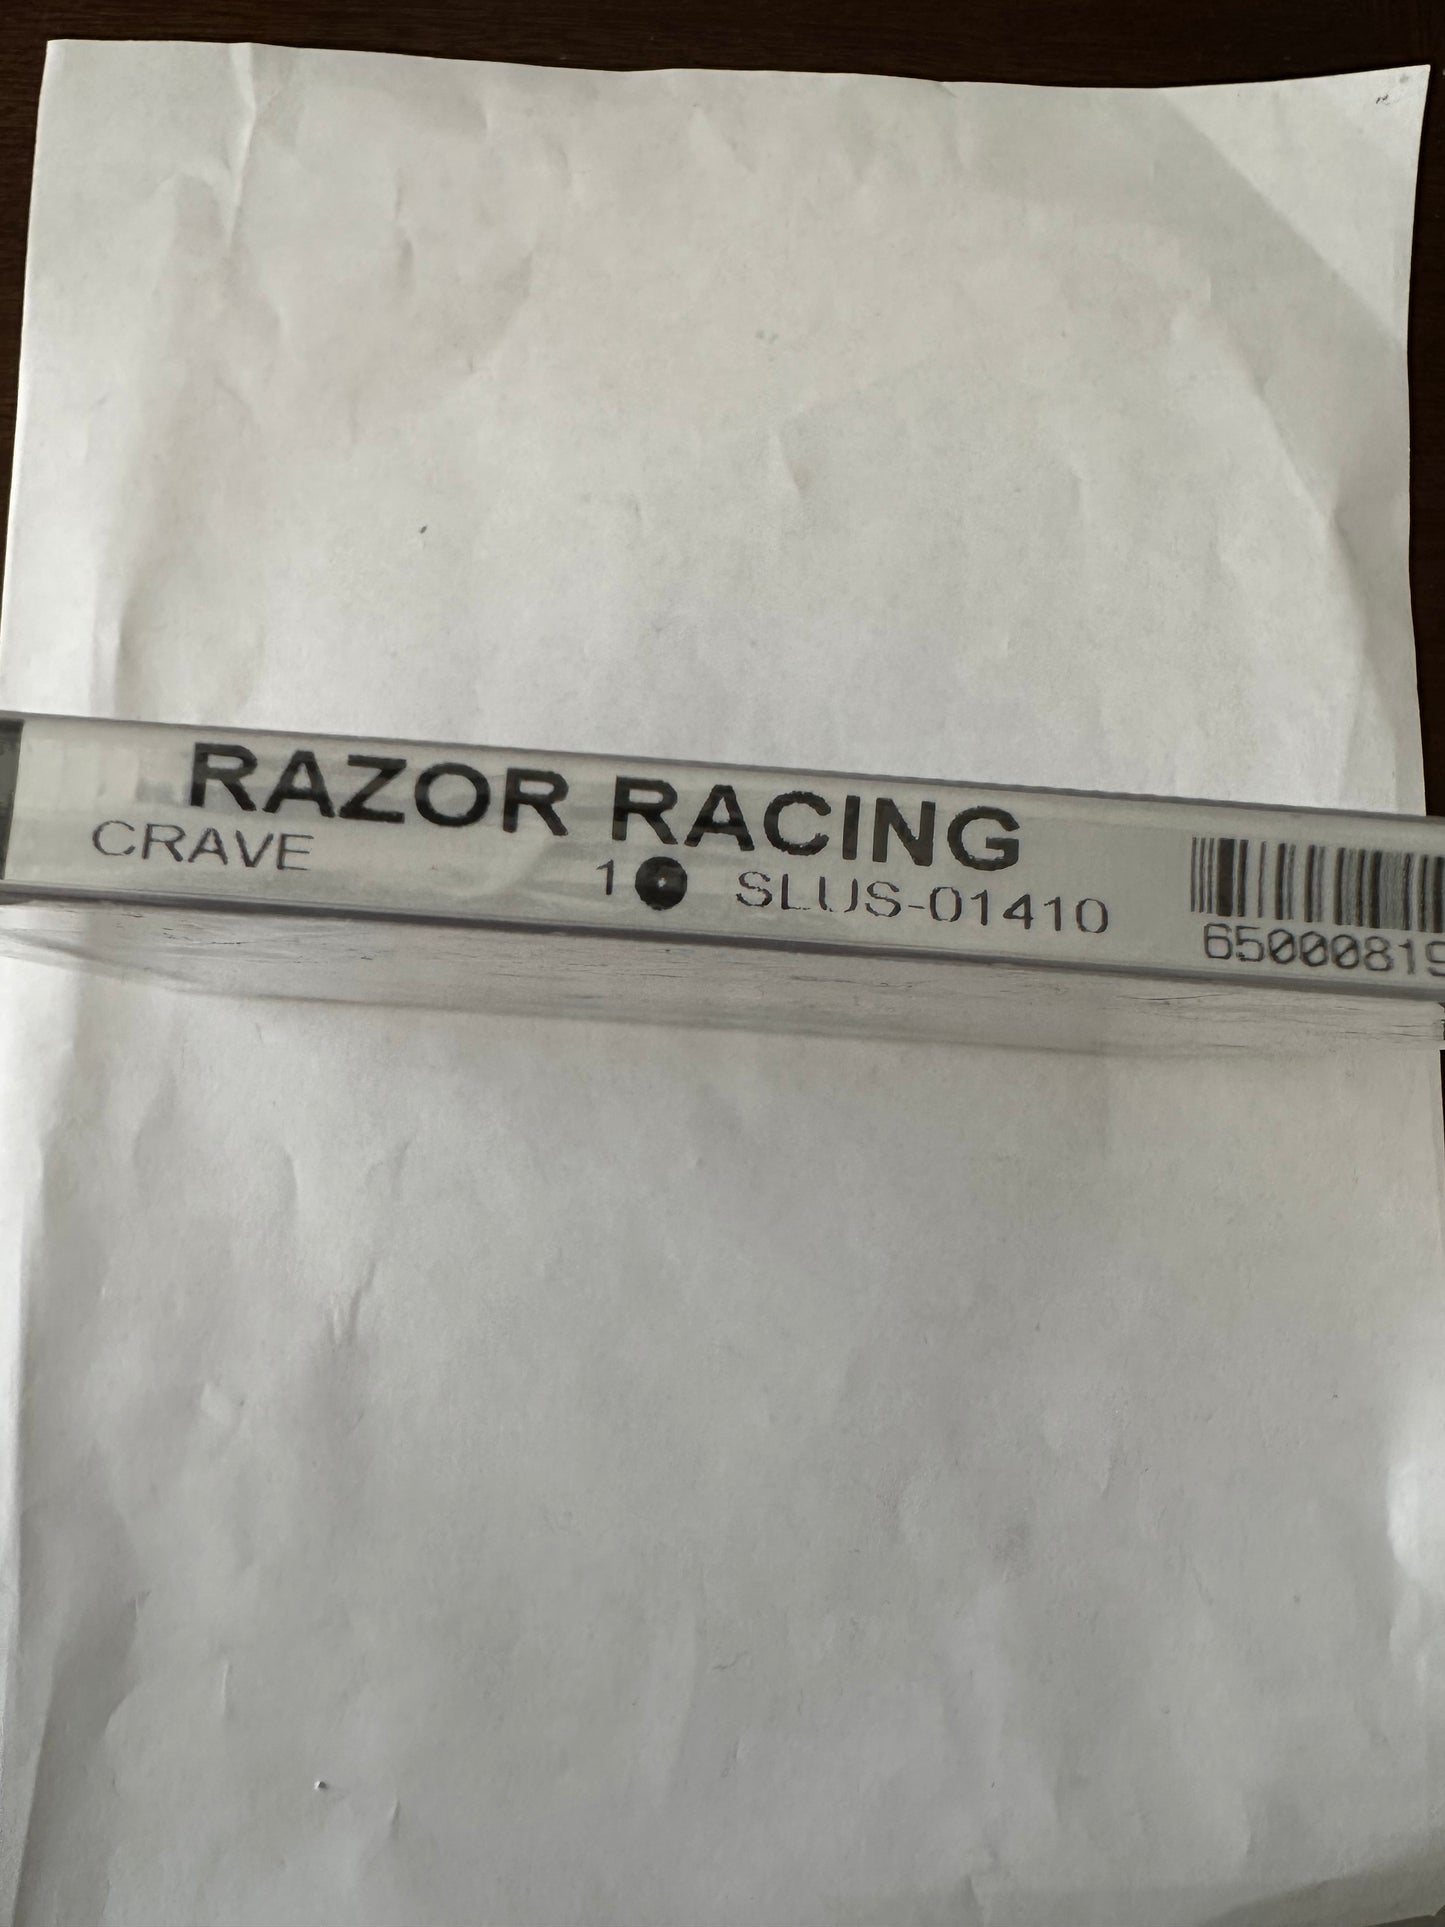 RAZOR RACING
CRAVE 1 SLUS-01410
65000819